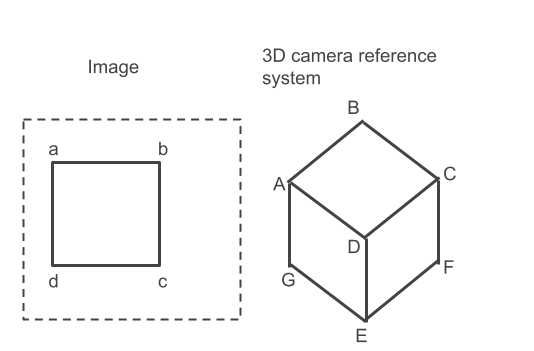 Image
3D camera reference
system
a b
d c
B
A C
D
G F
E